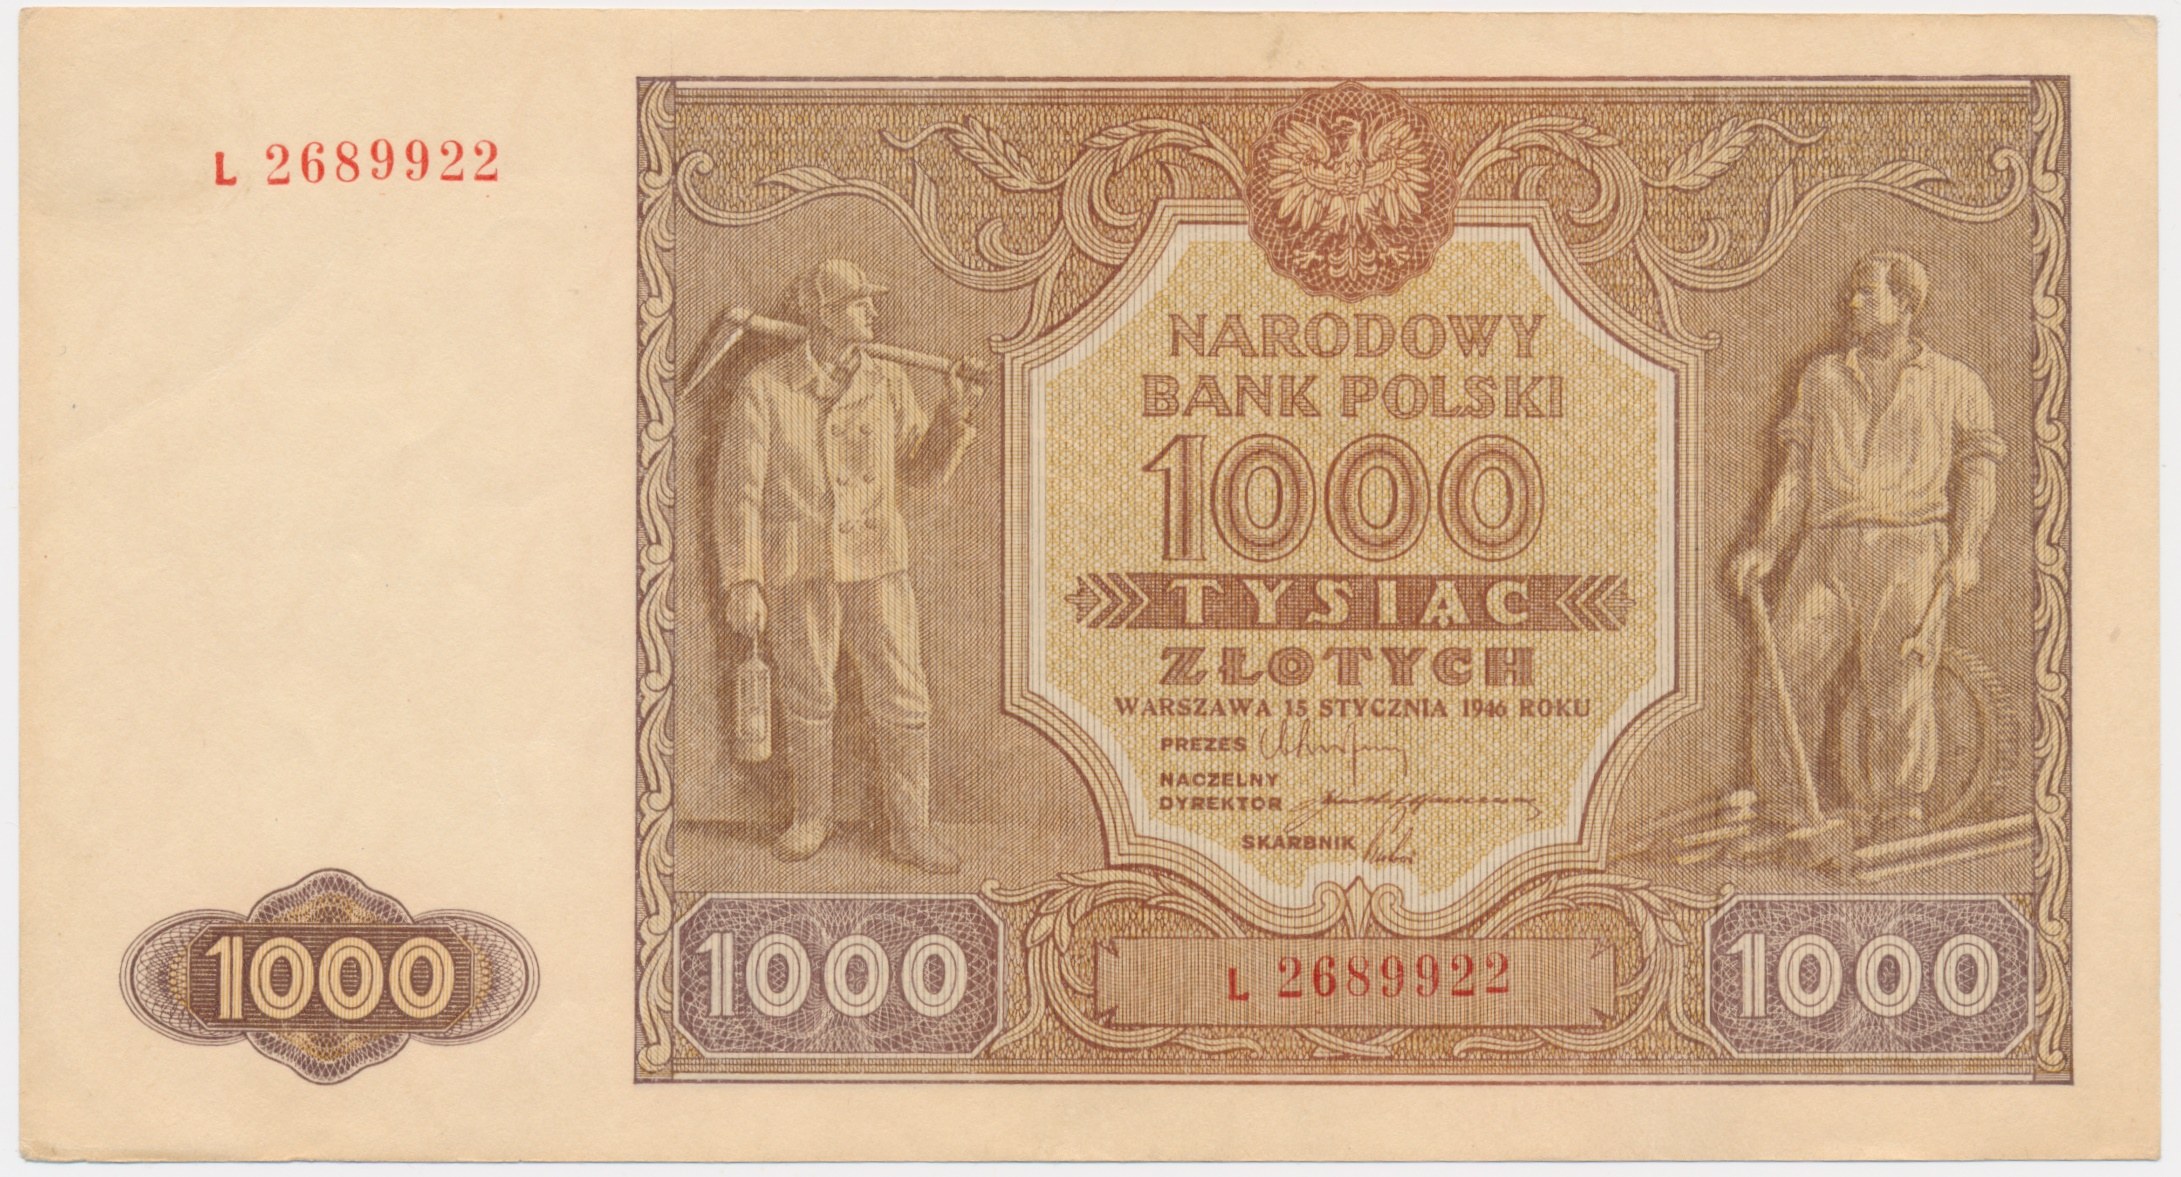 L 2689922
NARODOWY
BANK POLSKI
1000
TYSIĄC
ZŁOTYCH
WARSZAWA 15 STYCZNIA 1946 ROKU
PREZES
NACZELNY
DYREKTOR
SKARBNIK
1000
1000
L 2689922
1000